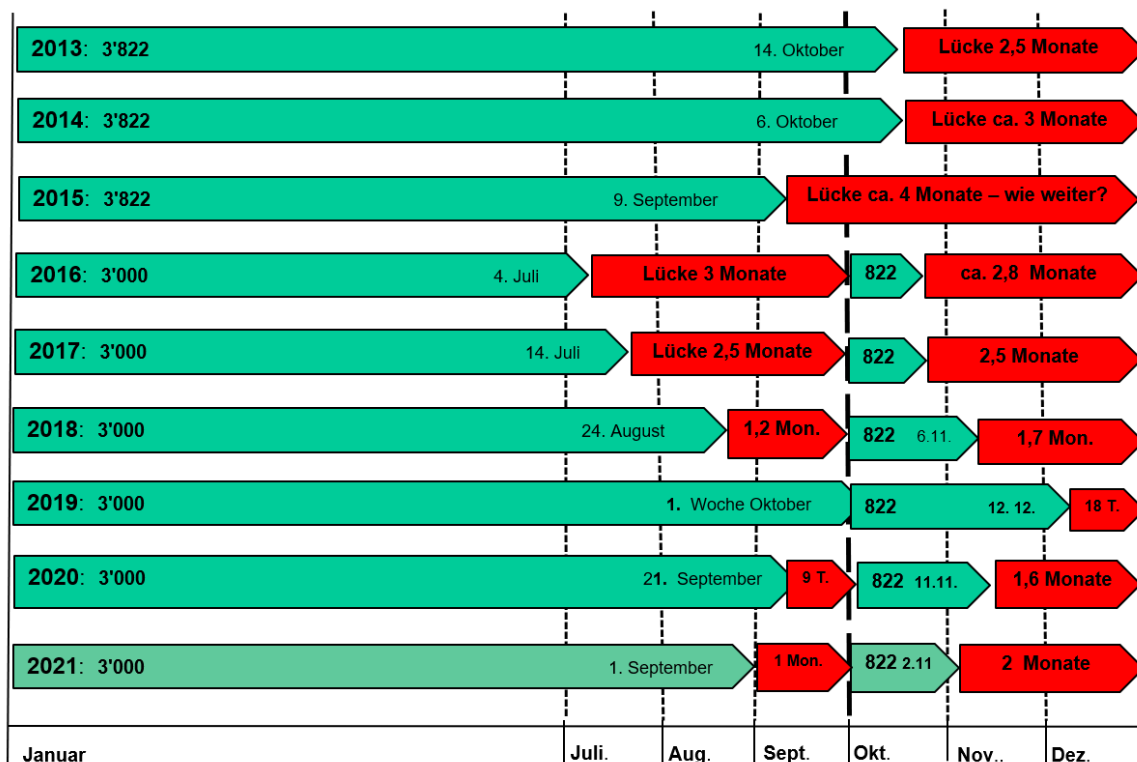 2013: 3'822 14. Oktober Lücke 2,5 Monate
2014: 3'822 6. Oktober Lücke ca. 3 Monate
2015: 3'822 9. September Lücke ca. 4 Monate – wie weiter?
2016: 3'000 4. Juli Lücke 3 Monate 822 ca. 2,8 Monate
2017: 3'000 14. Juli Lücke 2,5 Monate 822 2,5 Monate
2018: 3'000 24. August 1,2 Mon. 822 6.11. 1,7 Mon.
2019: 3'000 1. Woche Oktober 822 12. 12. 18 T.
2020: 3'000 21. September 9 T. 822 11.11. 1,6 Monate
2021: 3'000 1. September 1 Mon. 822 2.11 2 Monate
Januar Juli. Aug. Sept. Okt. Nov.. Dez.